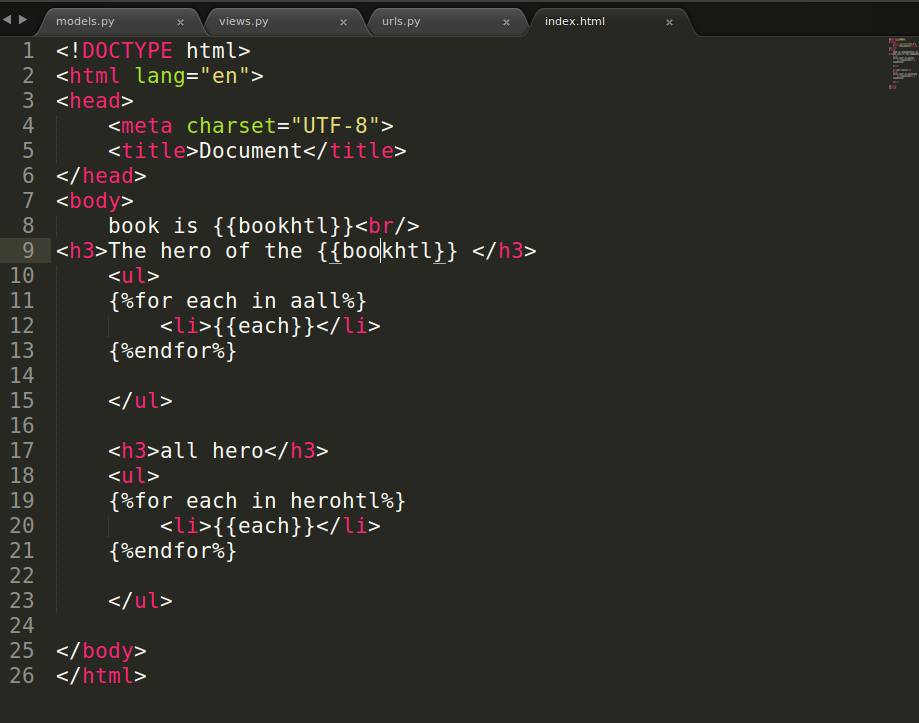 models.py × views.py × urls.py × index.html ×
1 <!DOCTYPE html>
2 <html lang="en">
3 <head>
4     <meta charset="UTF-8">
5     <title>Document</title>
6 </head>
7 <body>
8     book is {{bookhtl}}<br/>
9 <h3>The hero of the {{bookhtl}} </h3>
10     <ul>
11     {%for each in aall%}
12         <li>{{each}}</li>
13     {%endfor%}
14
15     </ul>
16
17     <h3>all hero</h3>
18     <ul>
19     {%for each in herohtl%}
20         <li>{{each}}</li>
21     {%endfor%}
22
23     </ul>
24
25 </body>
26 </html>